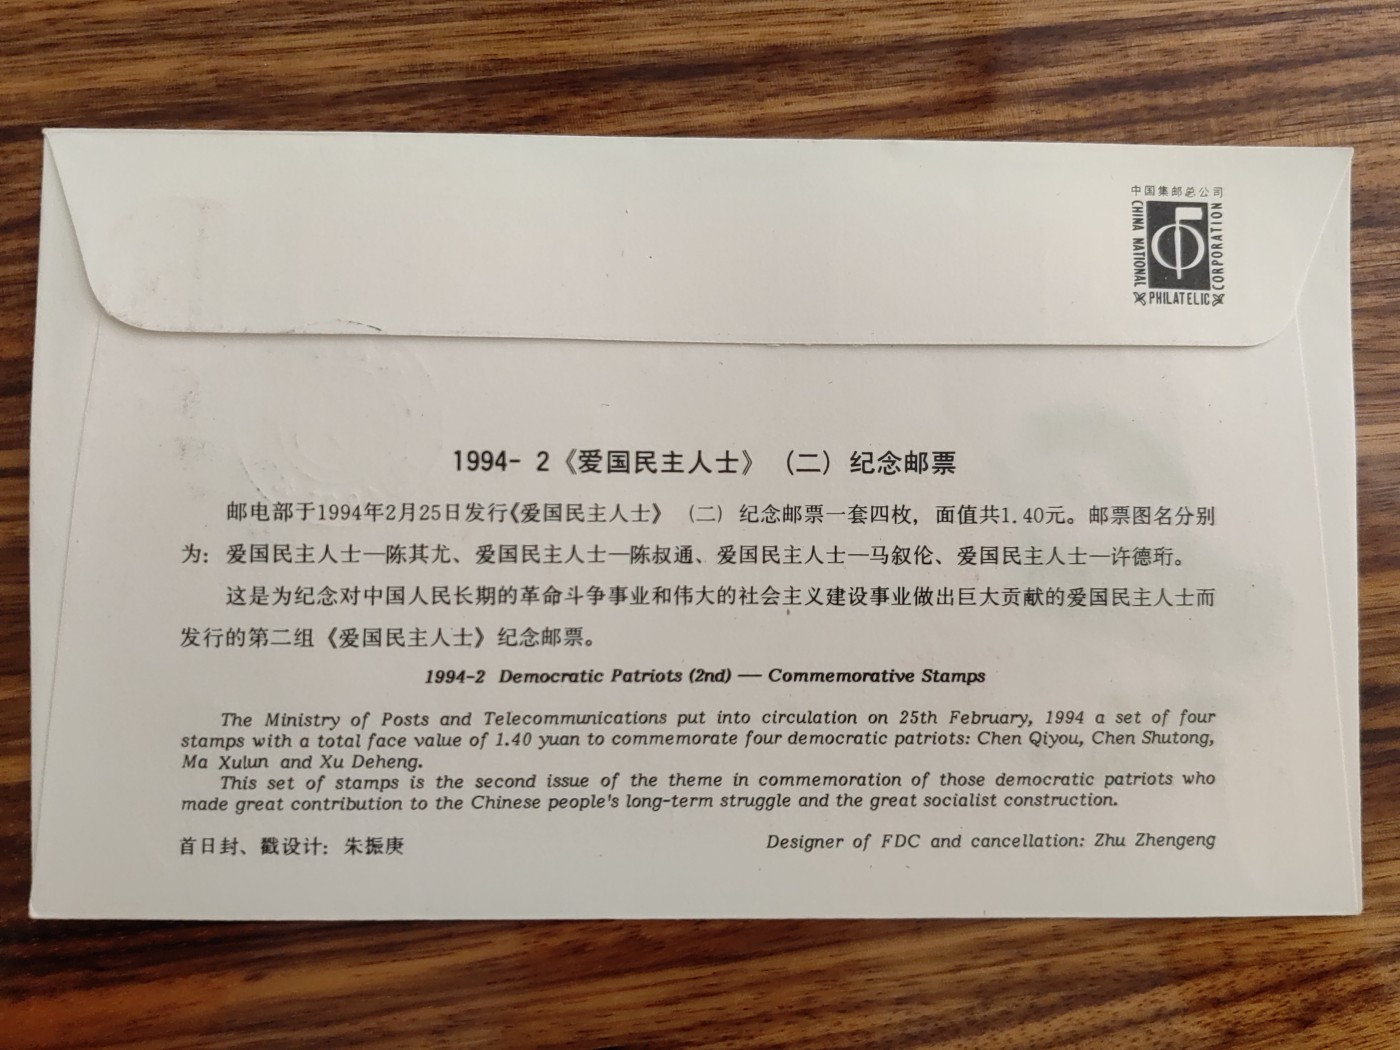 中国集邮总公司
CHINA NATIONAL
PHILATELIC
CORPORATION
1994- 2《爱国民主人士》（二）纪念邮票
邮电部于1994年2月25日发行《爱国民主人士》（二）纪念邮票一套四枚，面值共1.40元。邮票图名分别
为：爱国民主人士—陈其尤、爱国民主人士—陈叔通、爱国民主人士—马叙伦、爱国民主人士—许德珩。
这是为纪念对中国人民长期的革命斗争事业和伟大的社会主义建设事业做出巨大贡献的爱国民主人士而
发行的第二组《爱国民主人士》纪念邮票。
1994-2 Democratic Patriots (2nd) — Commemorative Stamps
The Ministry of Posts and Telecommunications put into circulation on 25th February, 1994 a set of four
stamps with a total face value of 1.40 yuan to commemorate four democratic patriots: Chen Qiyou, Chen Shutong,
Ma Xulun and Xu Deheng.
This set of stamps is the second issue of the theme in commemoration of those democratic patriots who
made great contribution to the Chinese people's long-term struggle and the great socialist construction.
首日封、戳设计：朱振庚
Designer of FDC and cancellation: Zhu Zhengeng